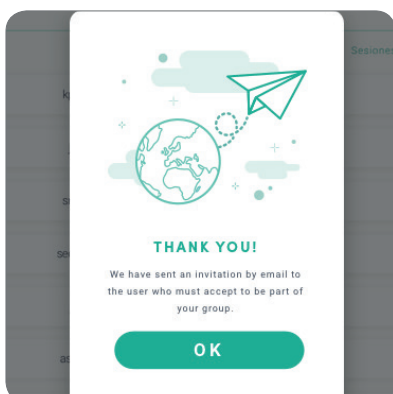 Sesiones
THANK YOU!
We have sent an invitation by email to
the user who must accept to be part of
your group.
OK